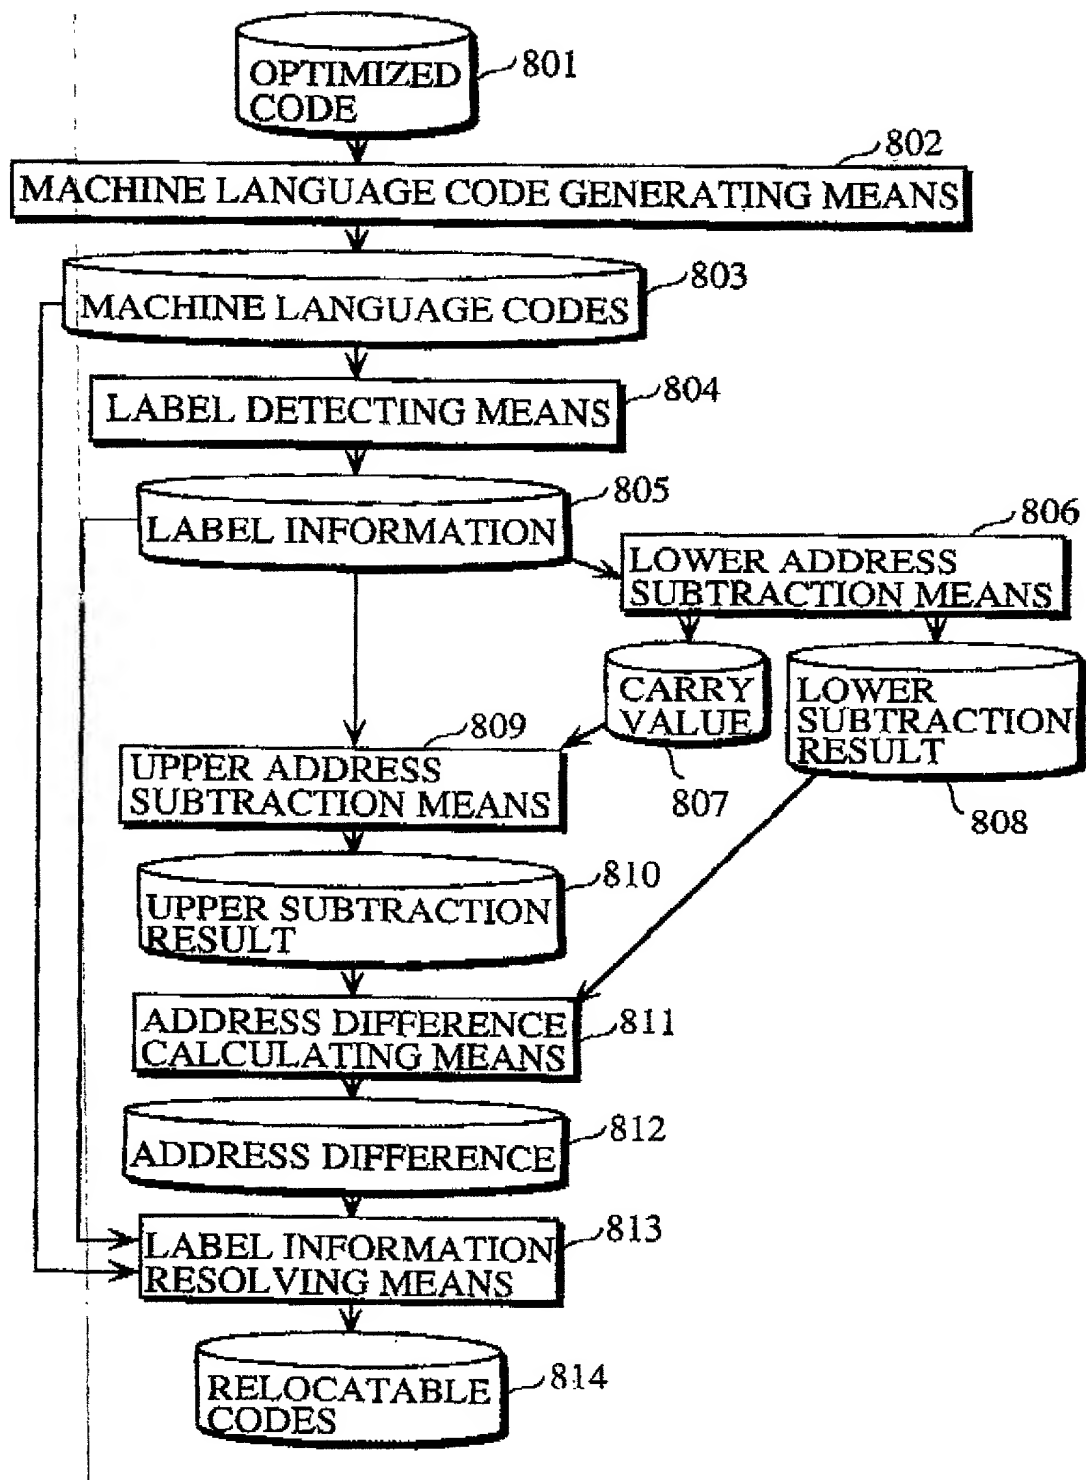 OPTIMIZED
CODE
801
802
MACHINE LANGUAGE CODE GENERATING MEANS
803
MACHINE LANGUAGE CODES
804
LABEL DETECTING MEANS
805
LABEL INFORMATION
806
LOWER ADDRESS
SUBTRACTION MEANS
CARRY
VALUE
807
LOWER
SUBTRACTION
RESULT
808
809
UPPER ADDRESS
SUBTRACTION MEANS
810
UPPER SUBTRACTION
RESULT
ADDRESS DIFFERENCE
CALCULATING MEANS
811
812
ADDRESS DIFFERENCE
813
LABEL INFORMATION
RESOLVING MEANS
RELOCATABLE
CODES
814